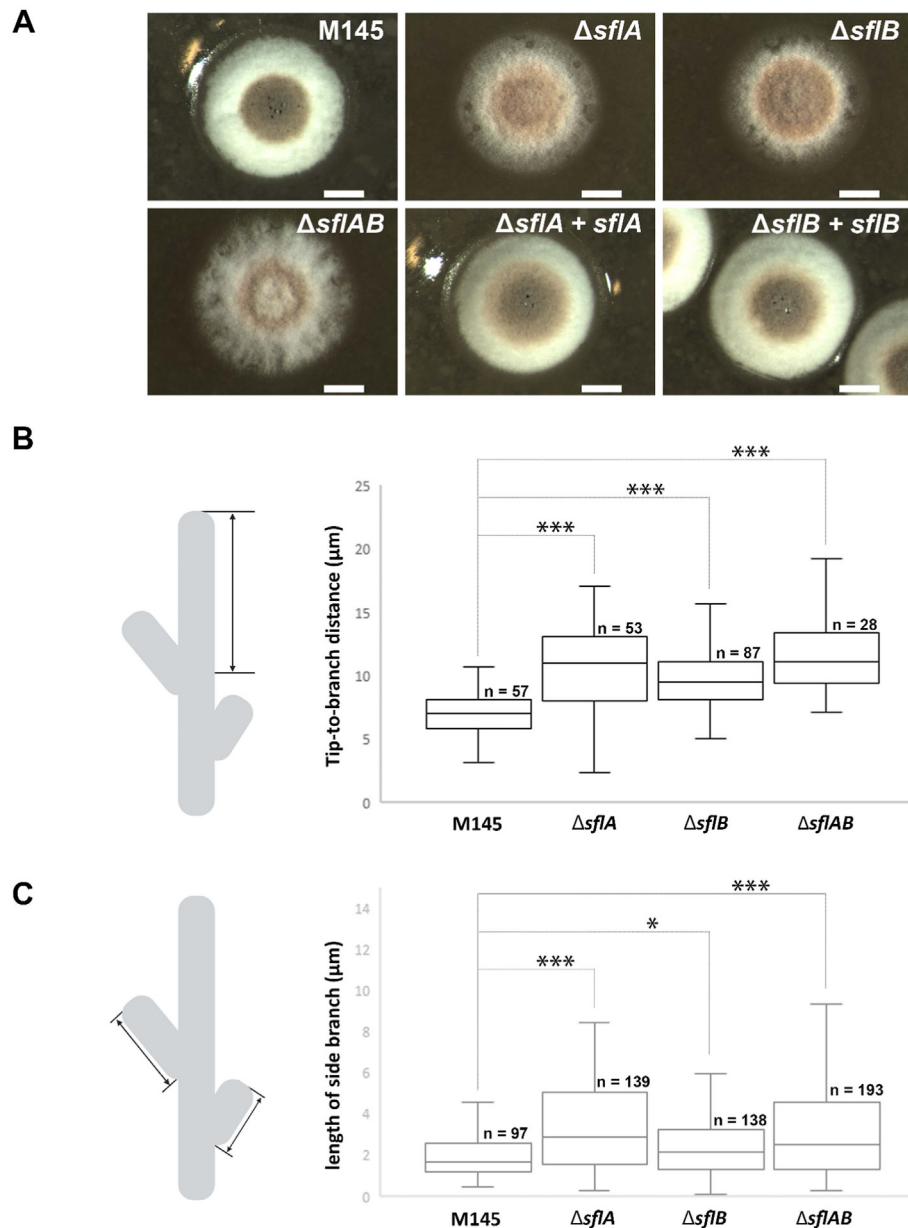 A
M145
ΔsflA
ΔsflB
ΔsflAB
ΔsflA + sflA
ΔsflB + sflB
B
Tip-to-branch distance (μm)
25
20
15
10
5
0
***
***
***
n = 57
n = 53
n = 87
n = 28
M145
ΔsflA
ΔsflB
ΔsflAB
C
length of side branch (μm)
14
12
10
8
6
4
2
0
***
*
***
n = 97
n = 139
n = 138
n = 193
M145
ΔsflA
ΔsflB
ΔsflAB